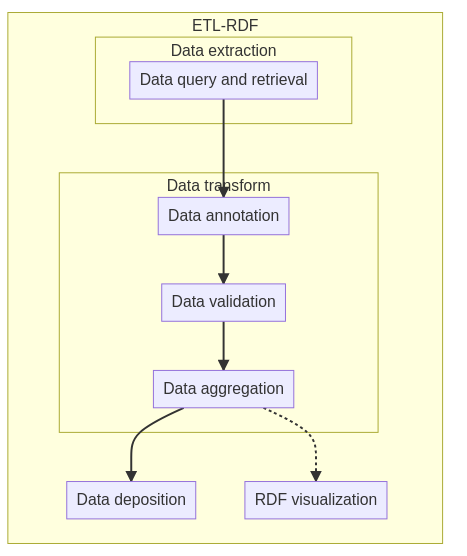 ETL-RDF
Data extraction
Data query and retrieval
Data transform
Data annotation
Data validation
Data aggregation
Data deposition
RDF visualization